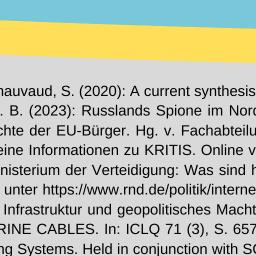 hauvaud, S. (2020): A current synthesis
. B. (2023): Russlands Spione im Nord
chte der EU-Bürger. Hg. v. Fachabteilu
eine Informationen zu KRITIS. Online v
nisterium der Verteidigung: Was sind h
unter https://www.rnd.de/politik/interne
Infrastruktur und geopolitisches Macht
RINE CABLES. In: ICLQ 71 (3), S. 657
ng Systems. Held in conjunction with SC